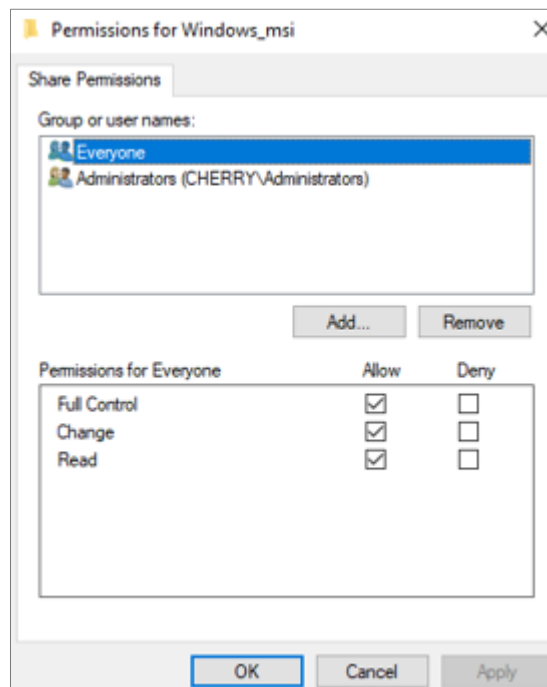 Permissions for Windows_msi
Share Permissions
Group or user names:
Everyone
Administrators (CHERRY\Administrators)
Add... Remove
Permissions for Everyone Allow Deny
Full Control
Change
Read
OK Cancel Apply